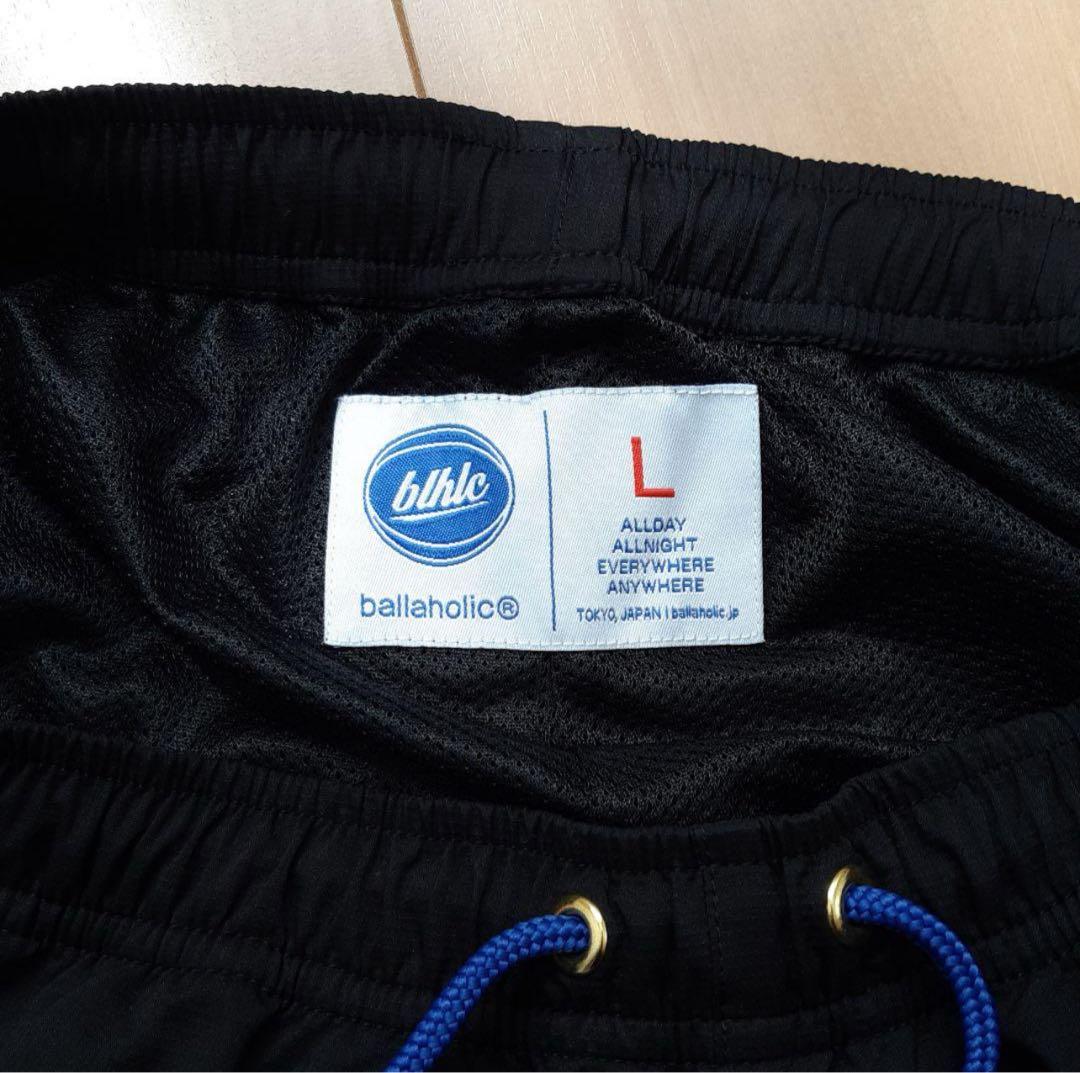 blhlc
ballaholic®
L
ALLDAY
ALLNIGHT
EVERYWHERE
ANYWHERE
TOKYO, JAPAN | ballaholic.jp